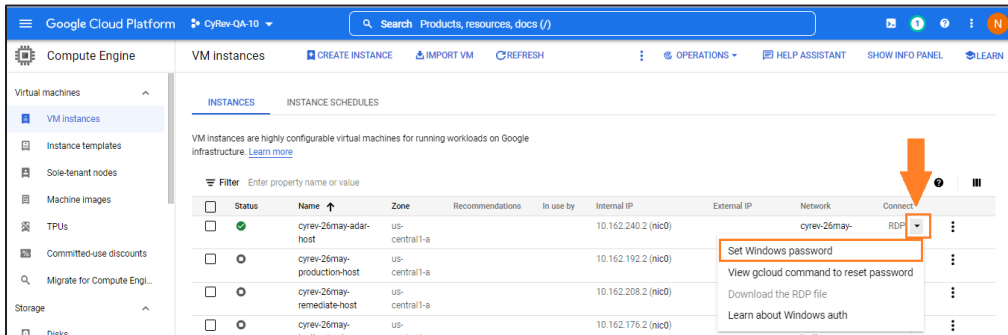 Google Cloud Platform
CyRev-QA-10
Search Products, resources, docs (/)
1
N
Compute Engine
VM instances
CREATE INSTANCE
IMPORT VM
REFRESH
OPERATIONS
HELP ASSISTANT
SHOW INFO PANEL
LEARN
Virtual machines
VM instances
Instance templates
Sole-tenant nodes
Machine images
TPUs
Committed-use discounts
Migrate for Compute Engi...
Storage
Disks
INSTANCES
INSTANCE SCHEDULES
VM instances are highly configurable virtual machines for running workloads on Google
infrastructure. Learn more
Filter Enter property name or value
Status
Name
Zone
Recommendations
In use by
Internal IP
External IP
Network
Connect
cyrev-26may-adar-
host
us-
central1-a
10.162.240.2 (nic0)
cyrev-26may-
RDP
cyrev-26may-
production-host
us-
central1-a
10.162.192.2 (nic0)
cyrev-26may-
remediate-host
us-
central1-a
10.162.208.2 (nic0)
cyrev-26may-
us-
central1-a
10.162.176.2 (nic0)
Set Windows password
View gcloud command to reset password
Download the RDP file
Learn about Windows auth